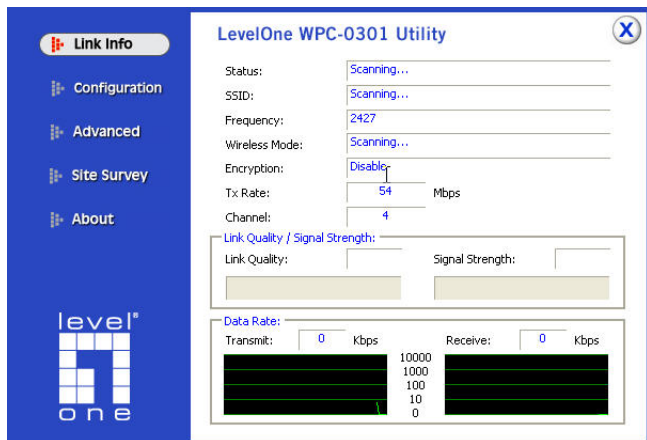 Link Info
Configuration
Advanced
Site Survey
About
level®
one
LevelOne WPC-0301 Utility
X
Status: Scanning...
SSID: Scanning...
Frequency: 2427
Wireless Mode: Scanning...
Encryption: Disable
Tx Rate: 54 Mbps
Channel: 4
Link Quality / Signal Strength:
Link Quality: Signal Strength:
Data Rate:
Transmit: 0 Kbps Receive: 0 Kbps
10000
1000
100
10
0